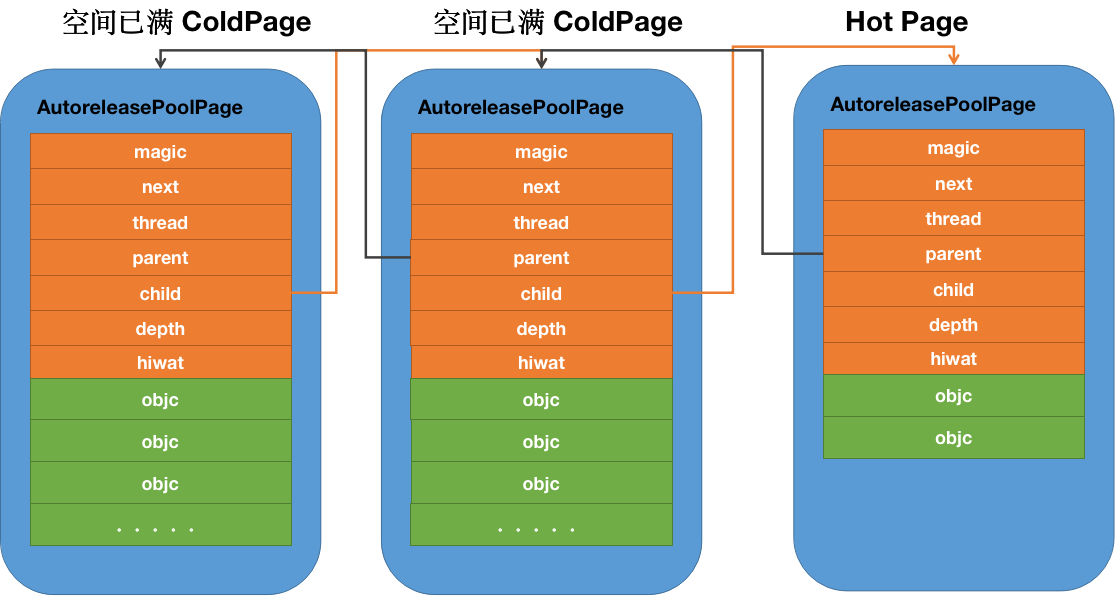 空间已满 ColdPage
空间已满 ColdPage
Hot Page
AutoreleasePoolPage
magic
next
thread
parent
child
depth
hiwat
objc
objc
objc
. . . . .
AutoreleasePoolPage
magic
next
thread
parent
child
depth
hiwat
objc
objc
objc
. . . . .
AutoreleasePoolPage
magic
next
thread
parent
child
depth
hiwat
objc
objc